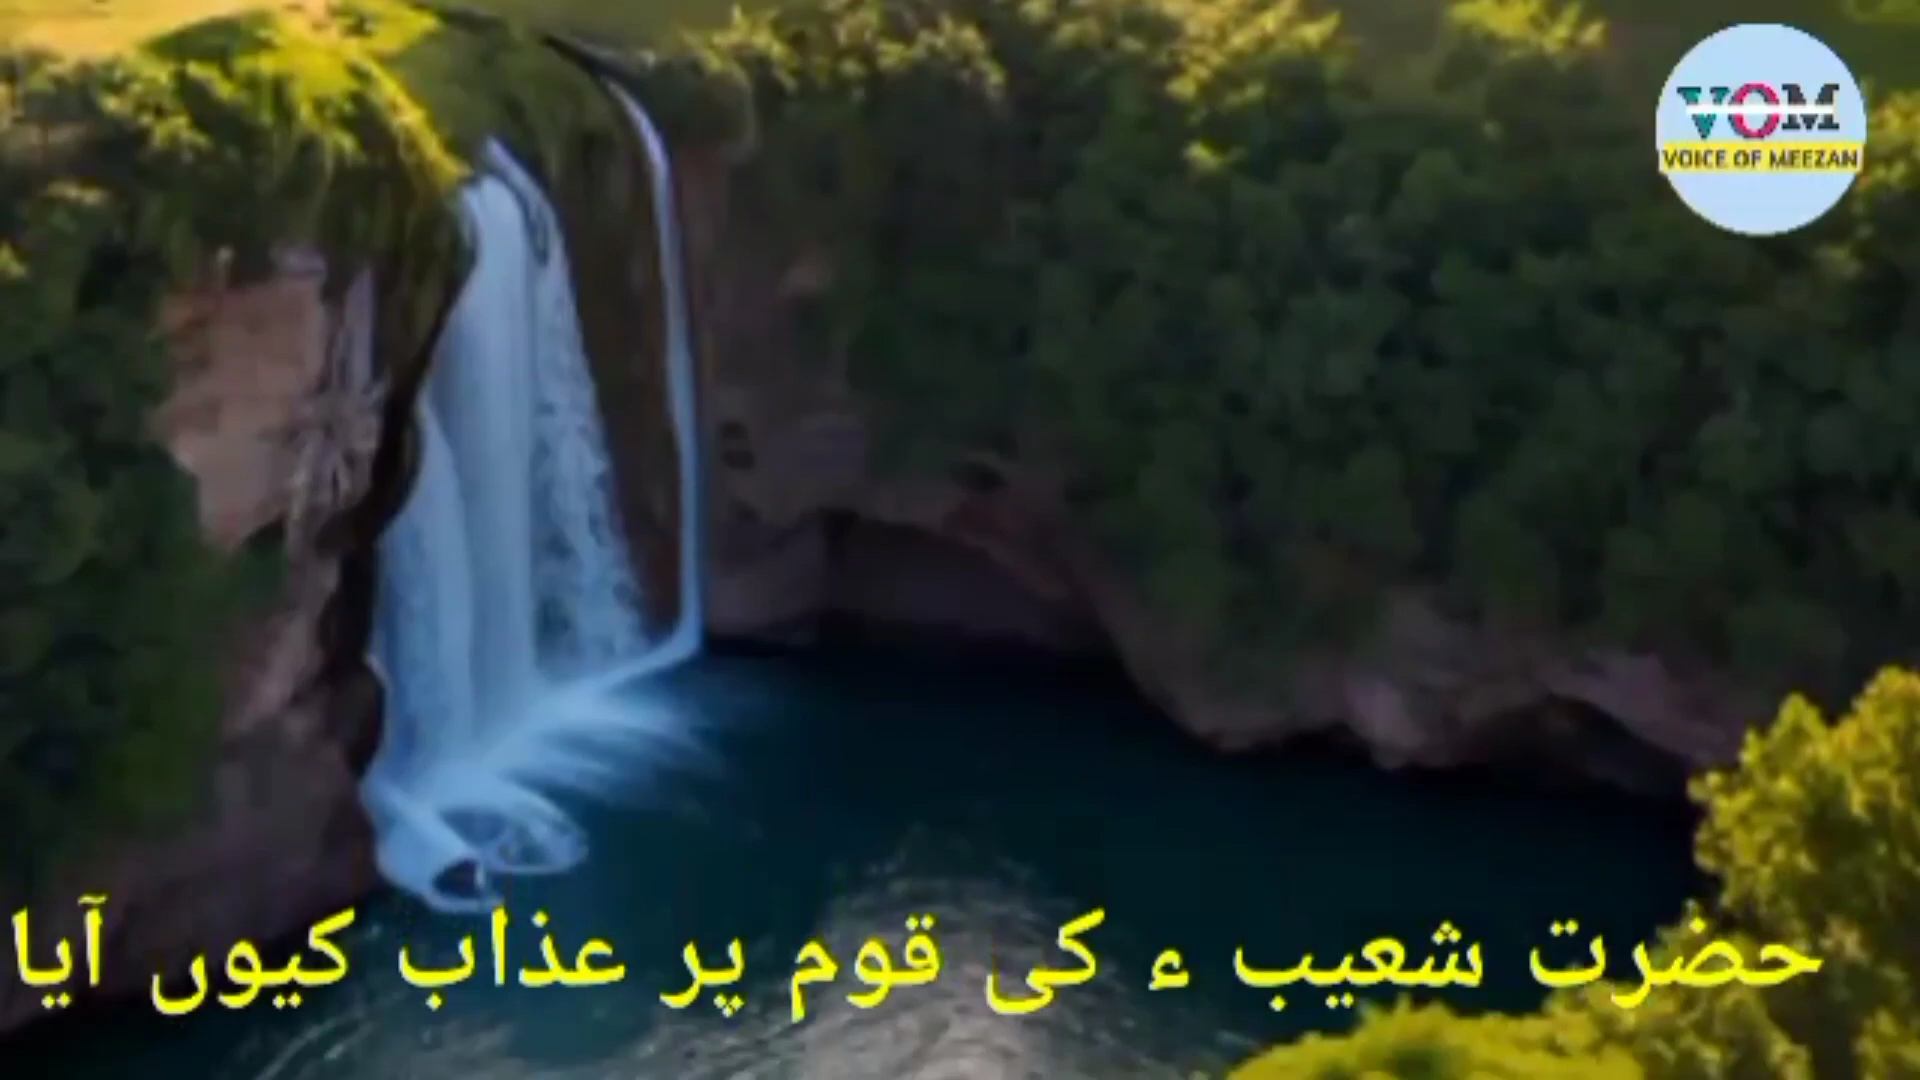 VOM
VOICE OF MEEZAN
حضرت شعیب ء کی قوم پر عذاب کیوں آیا